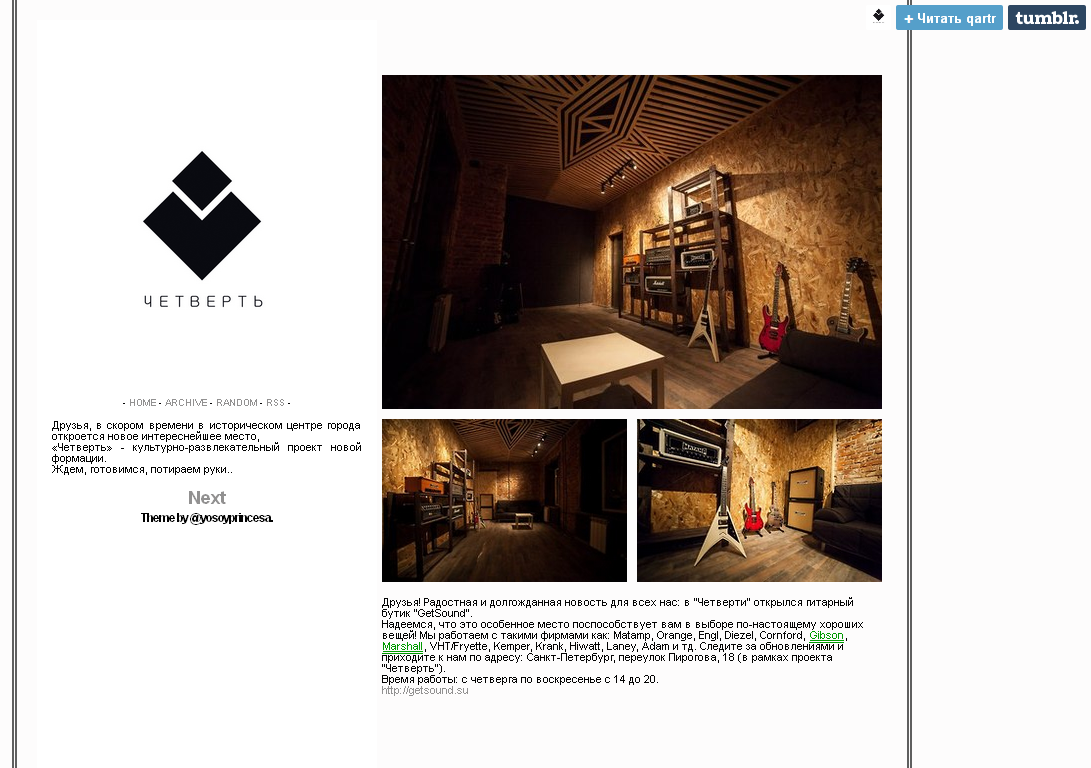 + Читать qartr
tumblr.
ЧЕТВЕРТЬ
- HOME - ARCHIVE - RANDOM - RSS -
Друзья, в скором времени в историческом центре города
откроется новое интереснейшее место,
«Четверть» - культурно-развлекательный проект новой
формации.
Ждем, готовимся, потираем руки..
Next
Theme by @yosoyprincesa.
Marshall
MATAMP
Друзья! Радостная и долгожданная новость для всех нас: в "Четверти" открылся гитарный
бутик "GetSound".
Надеемся, что это особенное место поспособствует вам в выборе по-настоящему хороших
вещей! Мы работаем с такими фирмами как: Matamp, Orange, Engl, Diezel, Cornford, Gibson,
Marshall, VHT/Fryette, Kemper, Krank, Hiwatt, Laney, Adam и тд. Следите за обновлениями и
приходите к нам по адресу: Санкт-Петербург, переулок Пирогова, 18 (в рамках проекта
"Четверть").
Время работы: с четверга по воскресенье с 14 до 20.
http://getsound.su